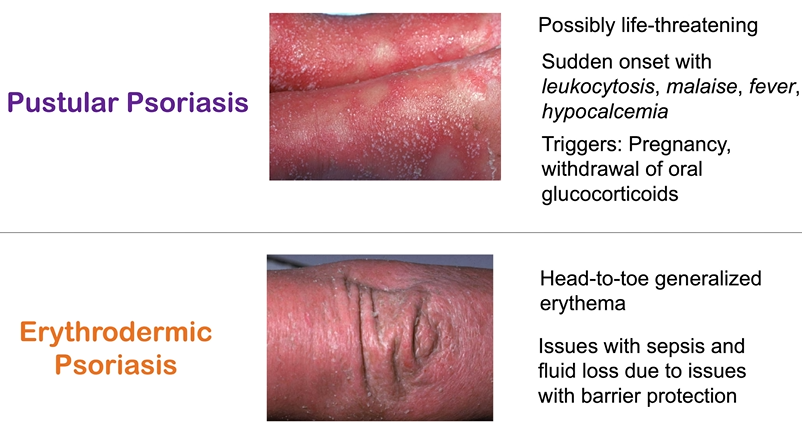 Pustular Psoriasis
Possibly life-threatening
Sudden onset with
leukocytosis, malaise, fever,
hypocalcemia
Triggers: Pregnancy,
withdrawal of oral
glucocorticoids
Erythrodermic
Psoriasis
Head-to-toe generalized
erythema
Issues with sepsis and
fluid loss due to issues
with barrier protection